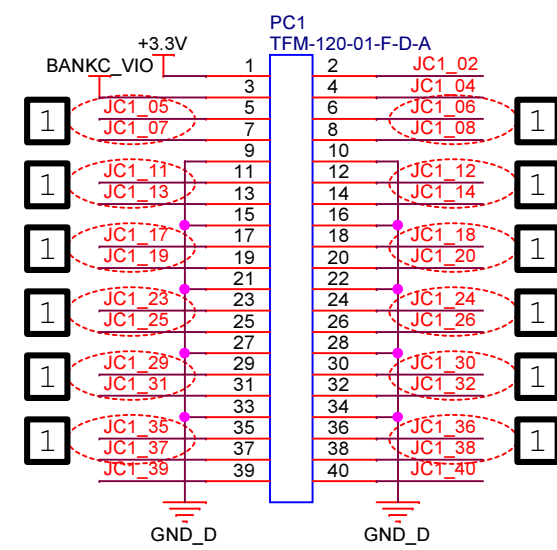 PC1
+3.3V TFM-120-01-F-D-A
BANKC_VIO 1 2 JC1_02
3 4 JC1_04
1 JC1_05 5 6 JC1_06 1
JC1_07 7 8 JC1_08
9 10
1 JC1_11 11 12 JC1_12 1
JC1_13 13 14 JC1_14
15 16
1 JC1_17 17 18 JC1_18 1
JC1_19 19 20 JC1_20
21 22
1 JC1_23 23 24 JC1_24 1
JC1_25 25 26 JC1_26
27 28
1 JC1_29 29 30 JC1_30 1
JC1_31 31 32 JC1_32
33 34
1 JC1_35 35 36 JC1_36 1
JC1_37 37 38 JC1_38
JC1_39 39 40 JC1_40
GND_D GND_D